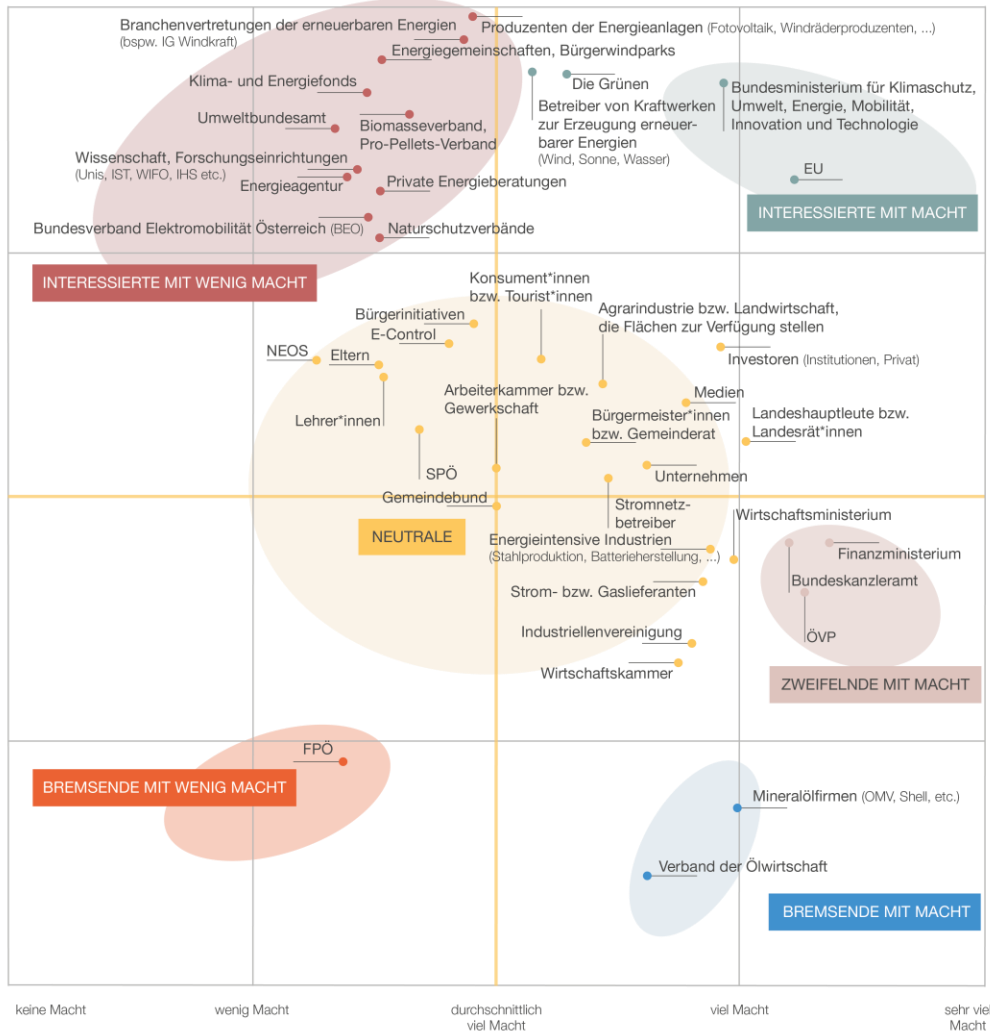 Branchenvertretungen der erneuerbaren Energien
(bspw. IG Windkraft)
Produzenten der Energieanlagen (Fotovoltaik, Windräderproduzenten, ...)
Energiegemeinschaften, Bürgerwindparks
Klima- und Energiefonds
Die Grünen
Bundesministerium für Klimaschutz,
Umwelt, Energie, Mobilität,
Innovation und Technologie
Umweltbundesamt
Biomasseverband,
Pro-Pellets-Verband
Betreiber von Kraftwerken
zur Erzeugung erneuer-
barer Energien
(Wind, Sonne, Wasser)
Wissenschaft, Forschungseinrichtungen
(Unis, IST, WIFO, IHS etc.)
Energieagentur
Private Energieberatungen
EU
INTERESSIERTE MIT MACHT
Bundesverband Elektromobilität Österreich (BEO)
Naturschutzverbände
INTERESSIERTE MIT WENIG MACHT
Konsument*innen
bzw. Tourist*innen
Bürgerinitiativen
E-Control
Agrarindustrie bzw. Landwirtschaft,
die Flächen zur Verfügung stellen
NEOS
Eltern
Investoren (Institutionen, Privat)
Lehrer*innen
Arbeiterkammer bzw.
Gewerkschaft
Medien
Bürgermeister*innen
bzw. Gemeinderat
Landeshauptleute bzw.
Landesrät*innen
SPÖ
Unternehmen
Gemeindebund
Stromnetz-
betreiber
Wirtschaftsministerium
NEUTRALE
Energieintensive Industrien
(Stahlproduktion, Batterieherstellung, ...)
Finanzministerium
Bundeskanzleramt
Strom- bzw. Gaslieferanten
Industriellenvereinigung
ÖVP
Wirtschaftskammer
ZWEIFELNDE MIT MACHT
FPÖ
BREMSENDE MIT WENIG MACHT
Mineralölfirmen (OMV, Shell, etc.)
Verband der Ölwirtschaft
BREMSENDE MIT MACHT
keine Macht
wenig Macht
durchschnittlich
viel Macht
viel Macht
sehr viel
Macht